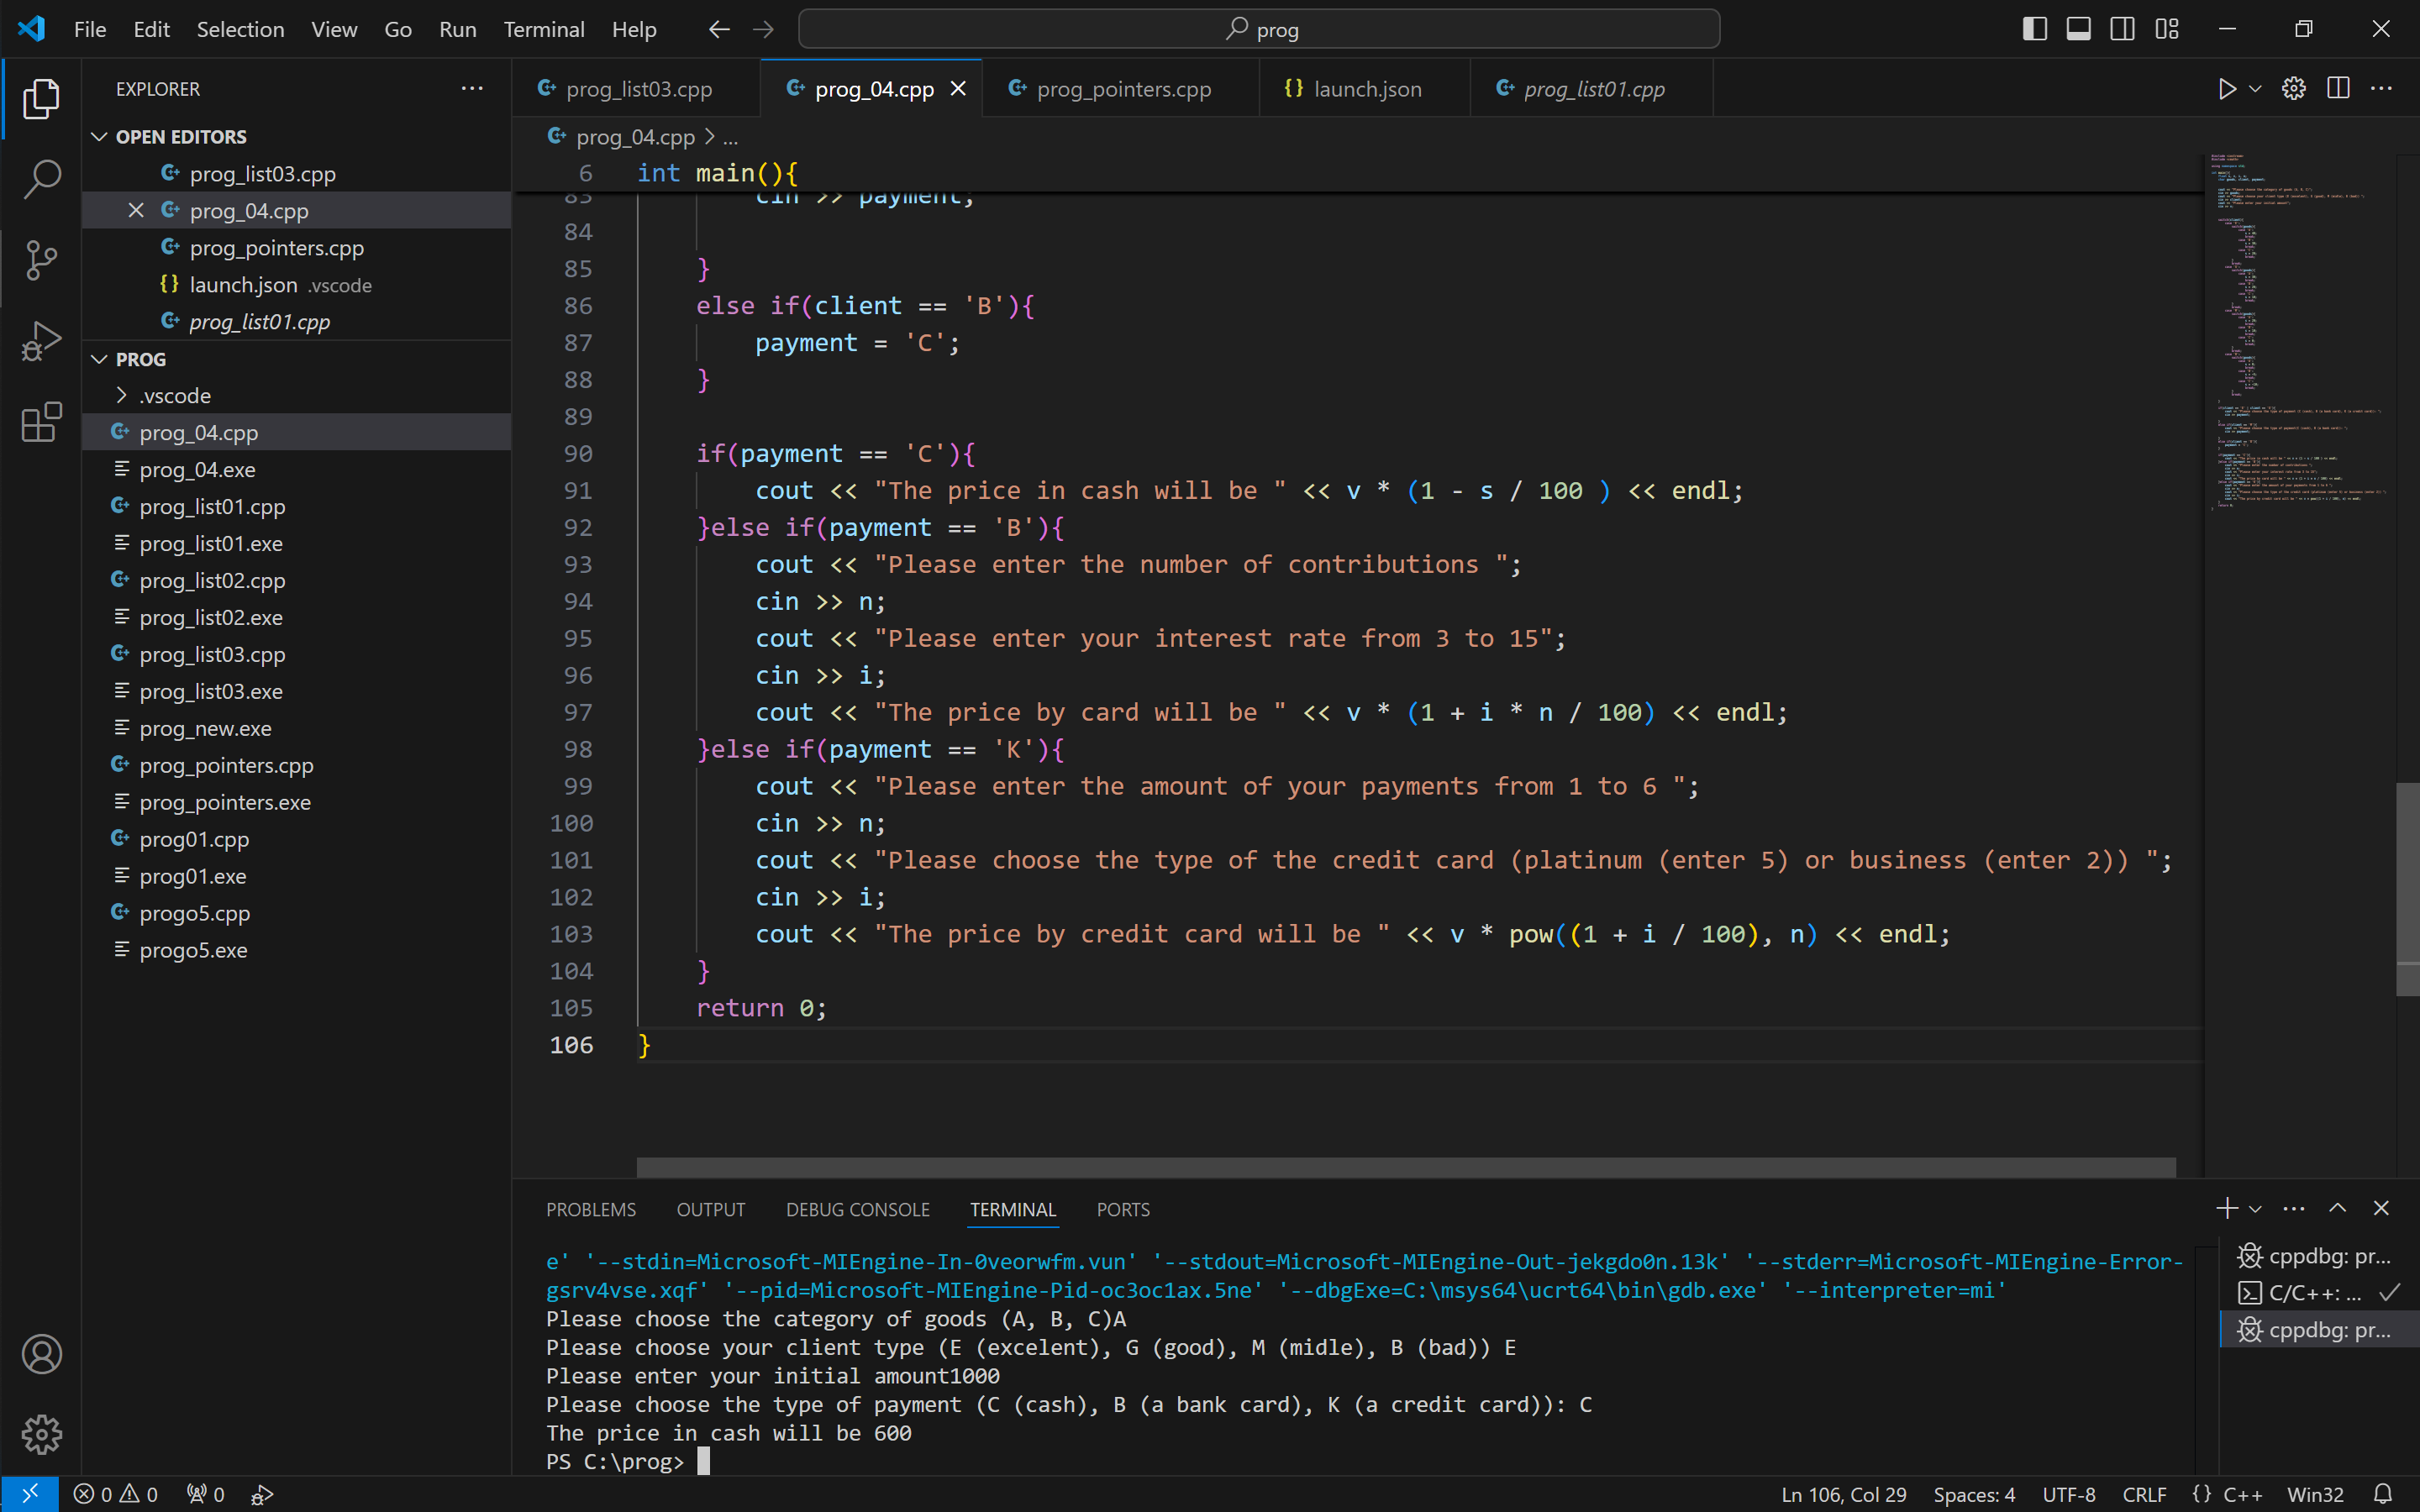 File Edit Selection View Go Run Terminal Help
prog
EXPLORER
OPEN EDITORS
prog_list03.cpp
prog_04.cpp
prog_pointers.cpp
launch.json .vscode
prog_list01.cpp
PROG
.vscode
prog_04.cpp
prog_04.exe
prog_list01.cpp
prog_list01.exe
prog_list02.cpp
prog_list02.exe
prog_list03.cpp
prog_list03.exe
prog_new.exe
prog_pointers.cpp
prog_pointers.exe
prog01.cpp
prog01.exe
progo5.cpp
progo5.exe
prog_list03.cpp prog_04.cpp prog_pointers.cpp {} launch.json prog_list01.cpp
prog_04.cpp > ...
6 int main(){
83 cin >> payment;
84
85 }
86 else if(client == 'B'){
87 payment = 'C';
88 }
89
90 if(payment == 'C'){
91 cout << "The price in cash will be " << v * (1 - s / 100 ) << endl;
92 }else if(payment == 'B'){
93 cout << "Please enter the number of contributions ";
94 cin >> n;
95 cout << "Please enter your interest rate from 3 to 15";
96 cin >> i;
97 cout << "The price by card will be " << v * (1 + i * n / 100) << endl;
98 }else if(payment == 'K'){
99 cout << "Please enter the amount of your payments from 1 to 6 ";
100 cin >> n;
101 cout << "Please choose the type of the credit card (platinum (enter 5) or business (enter 2)) ";
102 cin >> i;
103 cout << "The price by credit card will be " << v * pow((1 + i / 100), n) << endl;
104 }
105 return 0;
106 }
PROBLEMS OUTPUT DEBUG CONSOLE TERMINAL PORTS
e' '--stdin=Microsoft-MIEngine-In-0veorwfm.vun' '--stdout=Microsoft-MIEngine-Out-jekgdo0n.13k' '--stderr=Microsoft-MIEngine-Error-
gsrv4vse.xqf' '--pid=Microsoft-MIEngine-Pid-oc3oc1ax.5ne' '--dbgExe=C:\msys64\ucrt64\bin\gdb.exe' '--interpreter=mi'
Please choose the category of goods (A, B, C)A
Please choose your client type (E (excelent), G (good), M (midle), B (bad)) E
Please enter your initial amount1000
Please choose the type of payment (C (cash), B (a bank card), K (a credit card)): C
The price in cash will be 600
PS C:\prog>
cppdbg: pr...
C/C++: ...
cppdbg: pr...
0 0 0 Ln 106, Col 29 Spaces: 4 UTF-8 CRLF {} C++ Win32